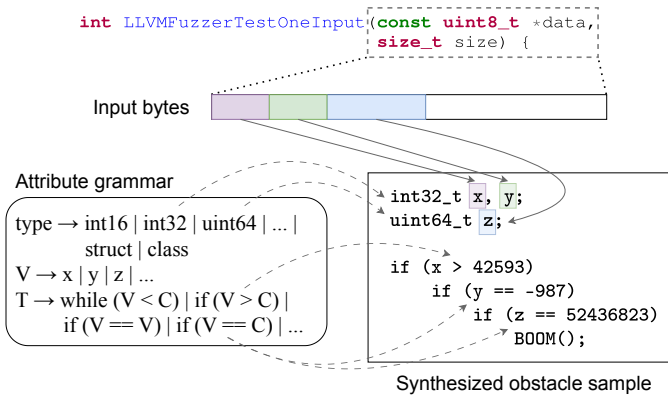 int LLVMFuzzerTestOneInput(const uint8_t *data,
size_t size) {
Input bytes
Attribute grammar
type → int16 | int32 | uint64 | ... |
struct | class
V → x | y | z | ...
T → while (V < C) | if (V > C) |
if (V == V) | if (V == C) | ...
int32_t x, y;
uint64_t z;
if (x > 42593)
if (y == -987)
if (z == 52436823)
BOOM();
Synthesized obstacle sample